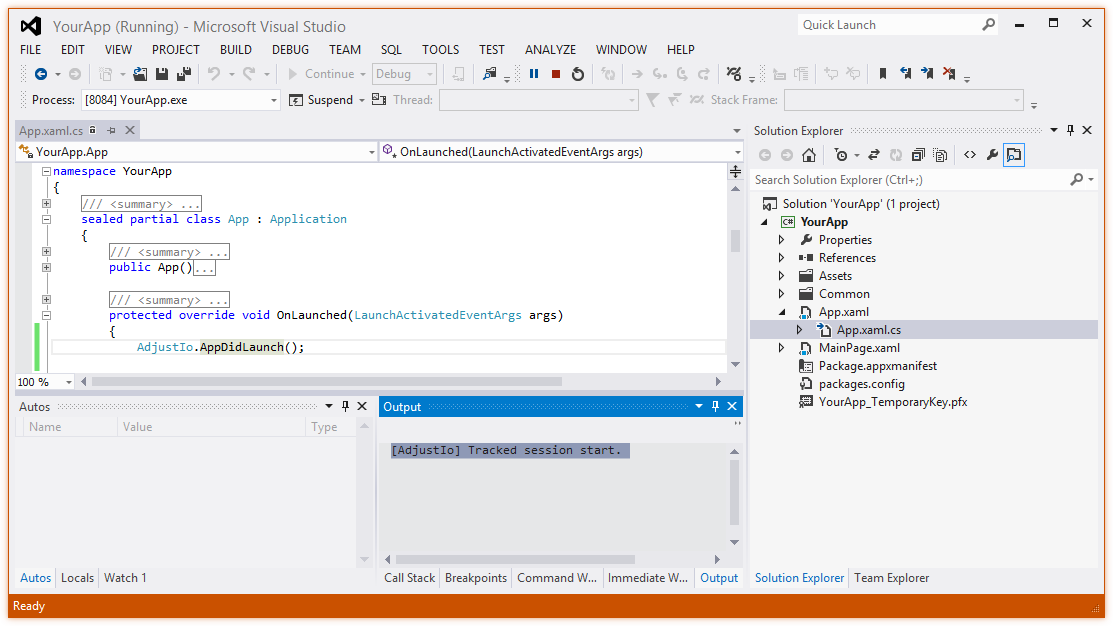 YourApp (Running) - Microsoft Visual Studio
Quick Launch
FILE EDIT VIEW PROJECT BUILD DEBUG TEAM SQL TOOLS TEST ANALYZE WINDOW HELP
Continue Debug
Process: [8084] YourApp.exe Suspend Thread: Stack Frame:
App.xaml.cs
YourApp.App OnLaunched(LaunchActivatedEventArgs args)
namespace YourApp
{
/// <summary> ...
sealed partial class App : Application
{
/// <summary> ...
public App()...
/// <summary> ...
protected override void OnLaunched(LaunchActivatedEventArgs args)
{
AdjustIo.AppDidLaunch();
100 %
Autos
Name Value Type
Autos Locals Watch 1
Output
[AdjustIo] Tracked session start.
Call Stack Breakpoints Command W... Immediate W... Output
Solution Explorer
Search Solution Explorer (Ctrl+;)
Solution 'YourApp' (1 project)
C# YourApp
Properties
References
Assets
Common
App.xaml
App.xaml.cs
MainPage.xaml
Package.appxmanifest
packages.config
YourApp_TemporaryKey.pfx
Solution Explorer Team Explorer
Ready